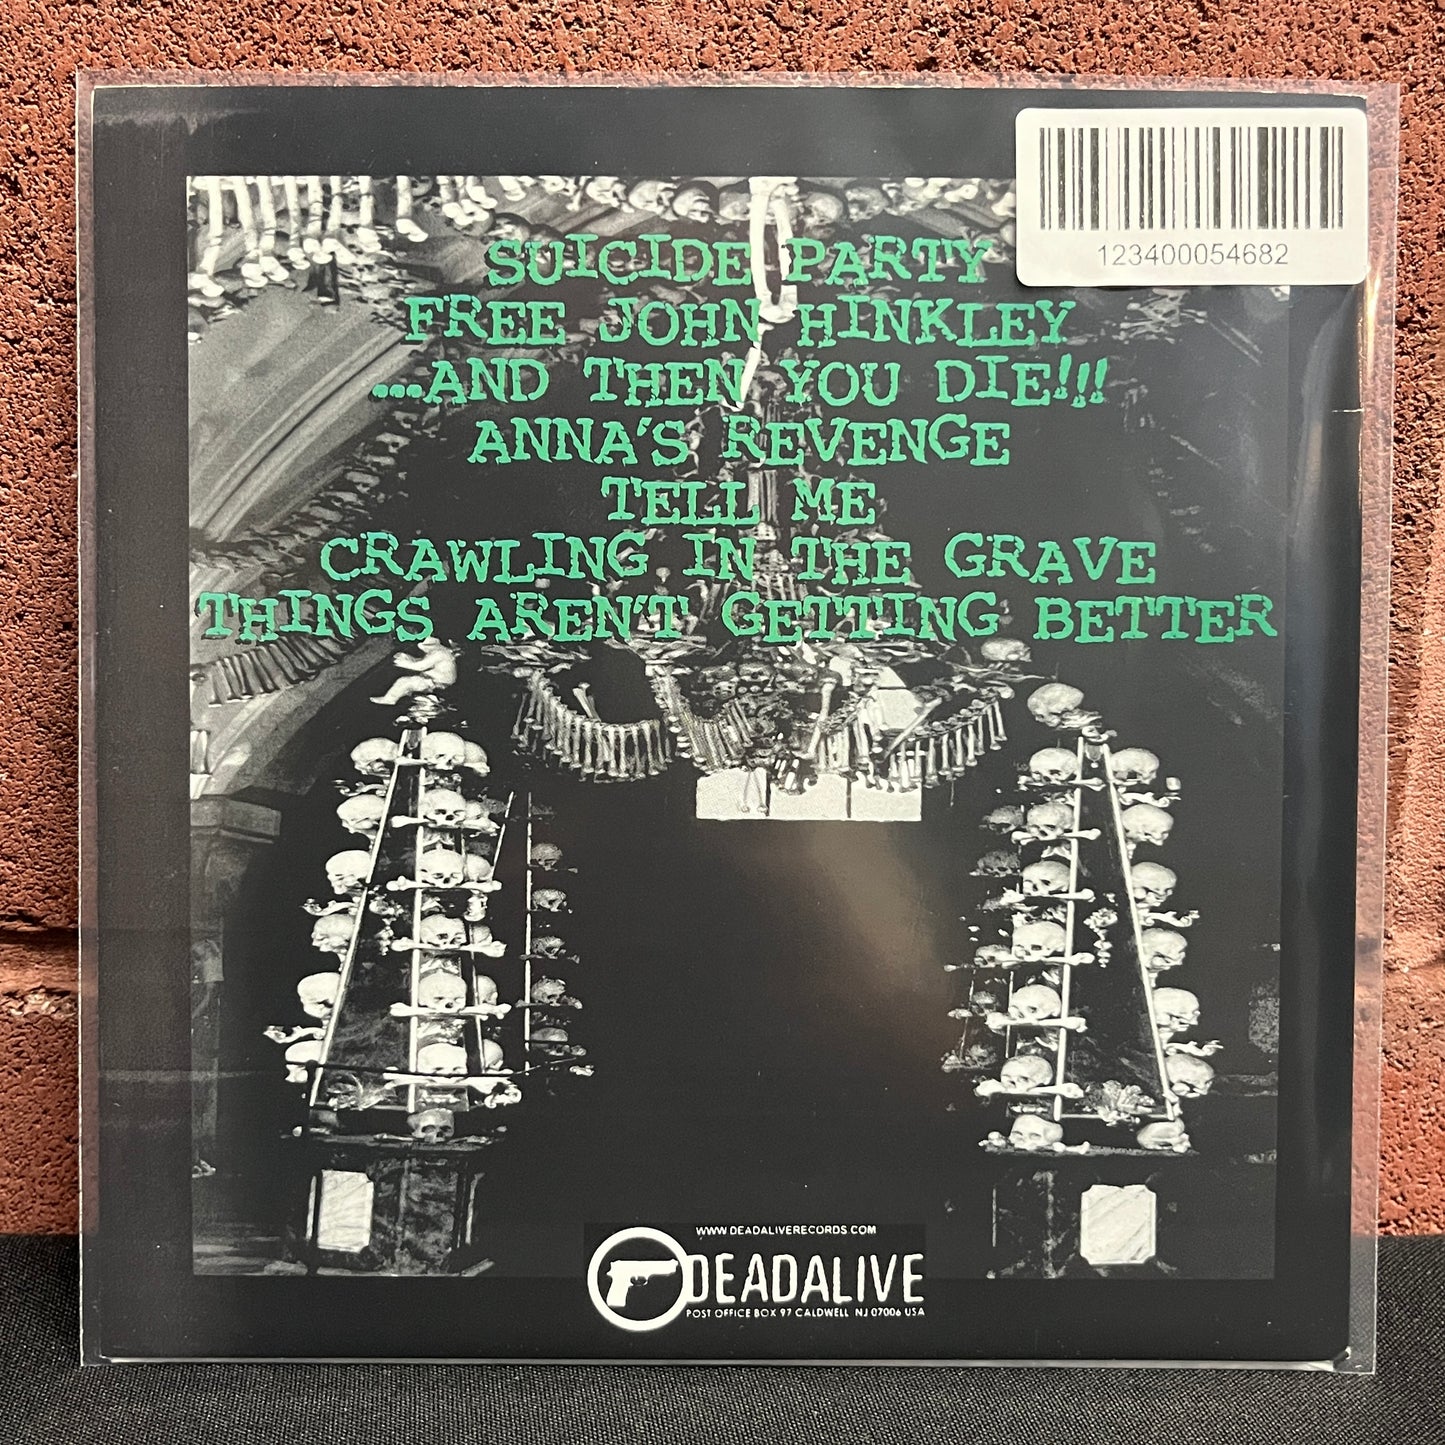 123400054682
SUICIDE PARTY
FREE JOHN HINKLEY
...AND THEN YOU DIE!!!
ANNA'S REVENGE
TELL ME
CRAWLING IN THE GRAVE
THINGS AREN'T GETTING BETTER
WWW.DEADALIVERECORDS.COM
DEADALIVE
POST OFFICE BOX 97 CALDWELL NJ 07006 USA